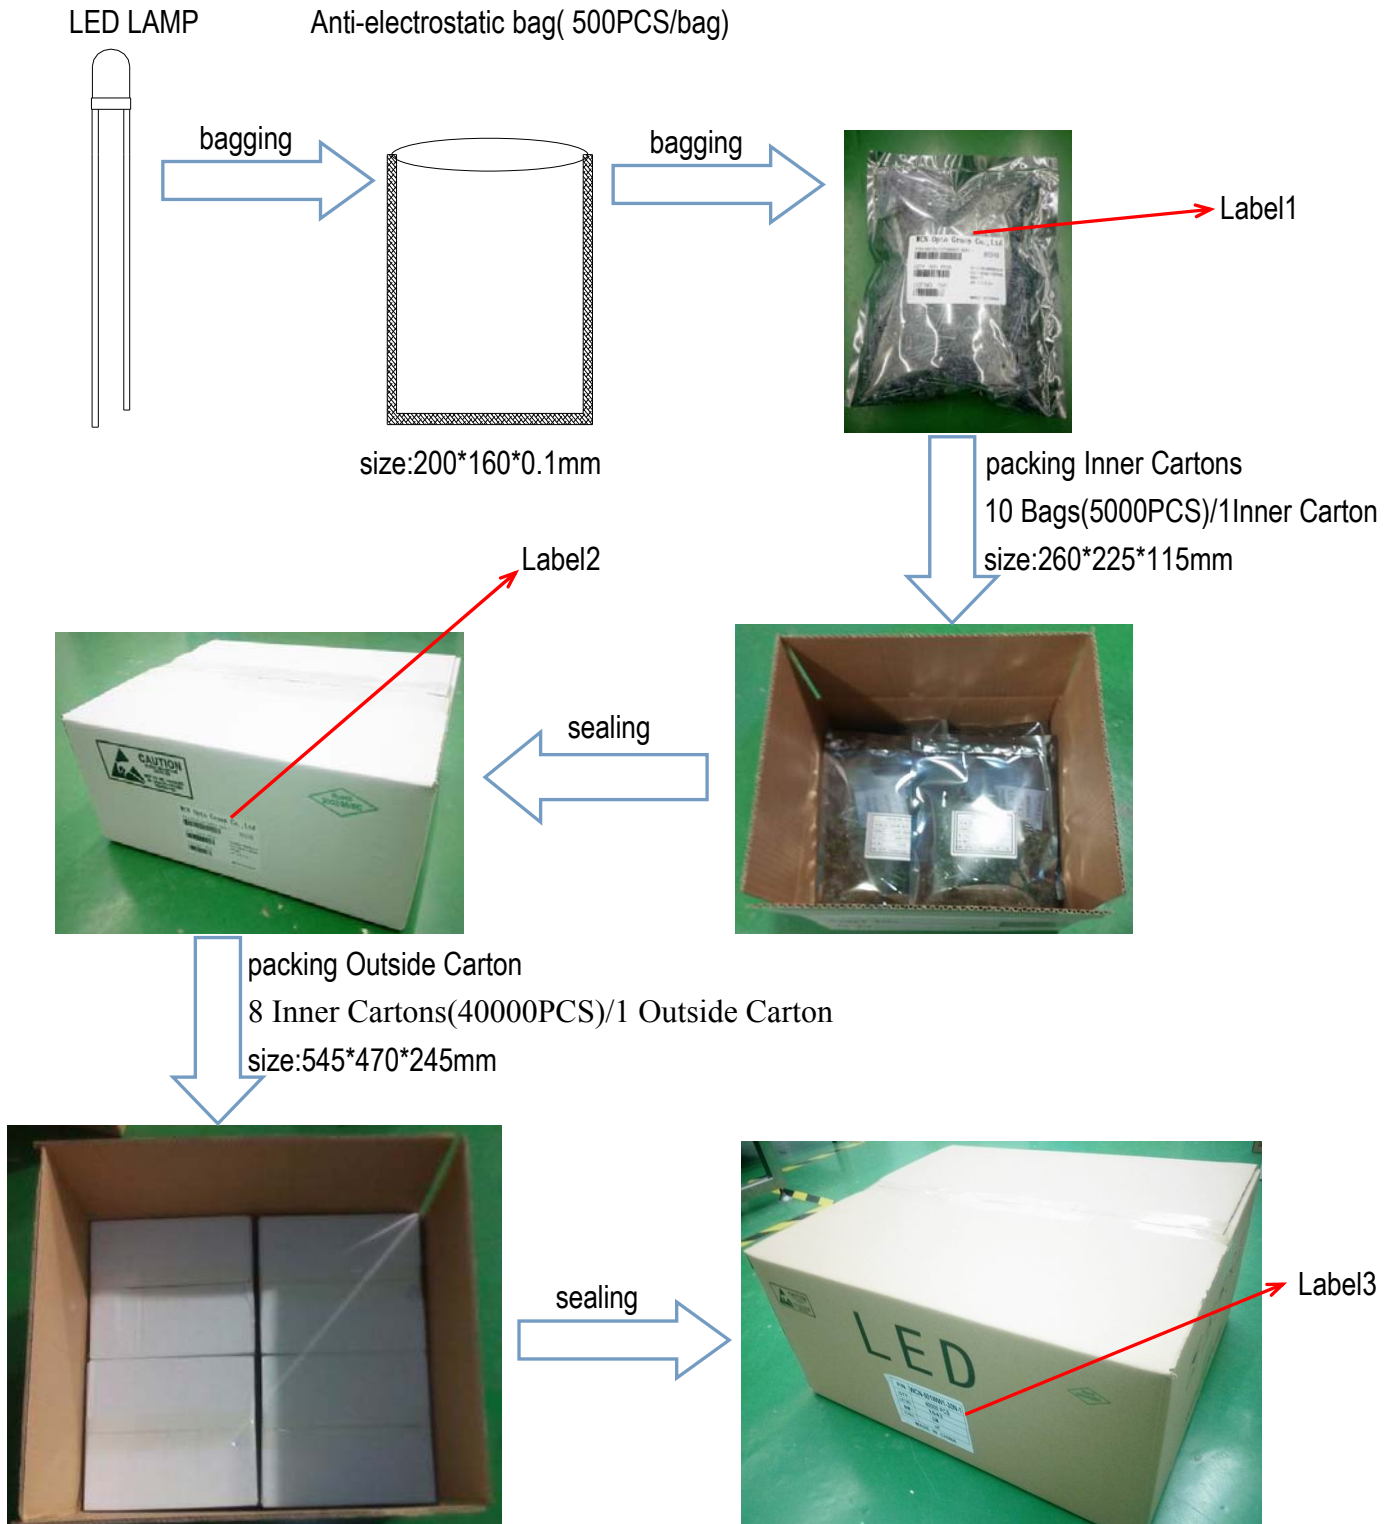 LED LAMP
Anti-electrostatic bag( 500PCS/bag)
bagging
bagging
Label1
size:200*160*0.1mm
packing Inner Cartons
10 Bags(5000PCS)/1Inner Carton
size:260*225*115mm
Label2
sealing
CAUTION
packing Outside Carton
8 Inner Cartons(40000PCS)/1 Outside Carton
size:545*470*245mm
sealing
Label3
LED